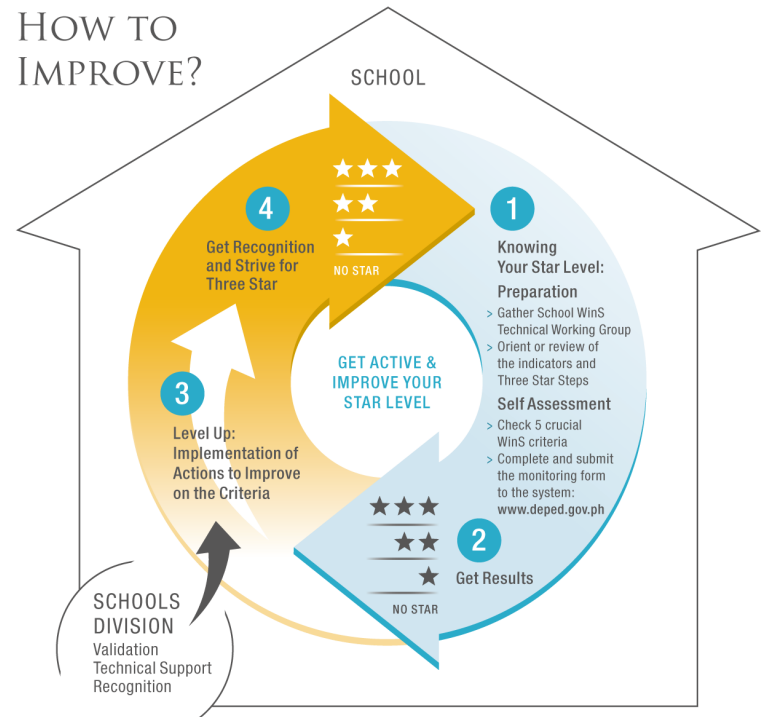 HOW TO
IMPROVE?
SCHOOL
1
Knowing
Your Star Level:
Preparation
> Gather School WinS
Technical Working Group
> Orient or review of
the indicators and
Three Star Steps
Self Assessment
> Check 5 crucial
WinS criteria
> Complete and submit
the monitoring form
to the system:
www.deped.gov.ph
2
Get Results
NO STAR
3
Level Up:
Implementation of
Actions to Improve
on the Criteria
4
Get Recognition
and Strive for
Three Star
NO STAR
GET ACTIVE &
IMPROVE YOUR
STAR LEVEL
SCHOOLS
DIVISION
Validation
Technical Support
Recognition